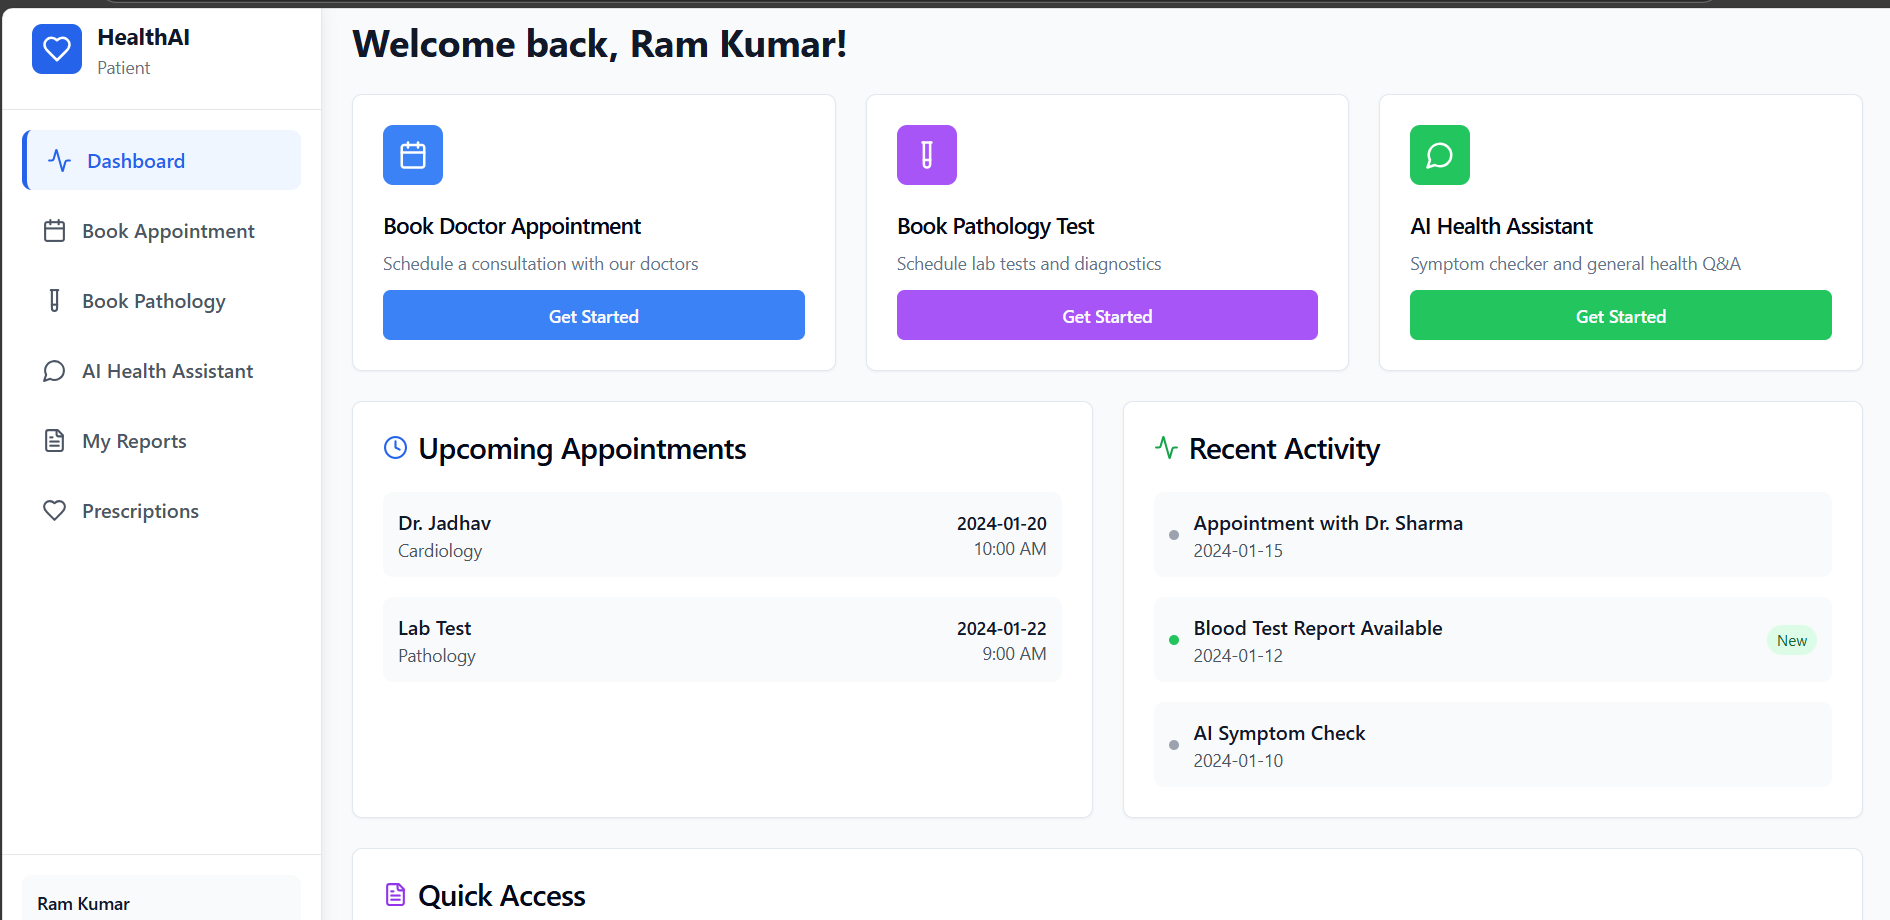 HealthAI
Patient
Dashboard
Book Appointment
Book Pathology
AI Health Assistant
My Reports
Prescriptions
Ram Kumar
Welcome back, Ram Kumar!
Book Doctor Appointment
Schedule a consultation with our doctors
Get Started
Book Pathology Test
Schedule lab tests and diagnostics
Get Started
AI Health Assistant
Symptom checker and general health Q&A
Get Started
Upcoming Appointments
Dr. Jadhav
Cardiology
2024-01-20
10:00 AM
Lab Test
Pathology
2024-01-22
9:00 AM
Recent Activity
Appointment with Dr. Sharma
2024-01-15
Blood Test Report Available
2024-01-12
New
AI Symptom Check
2024-01-10
Quick Access